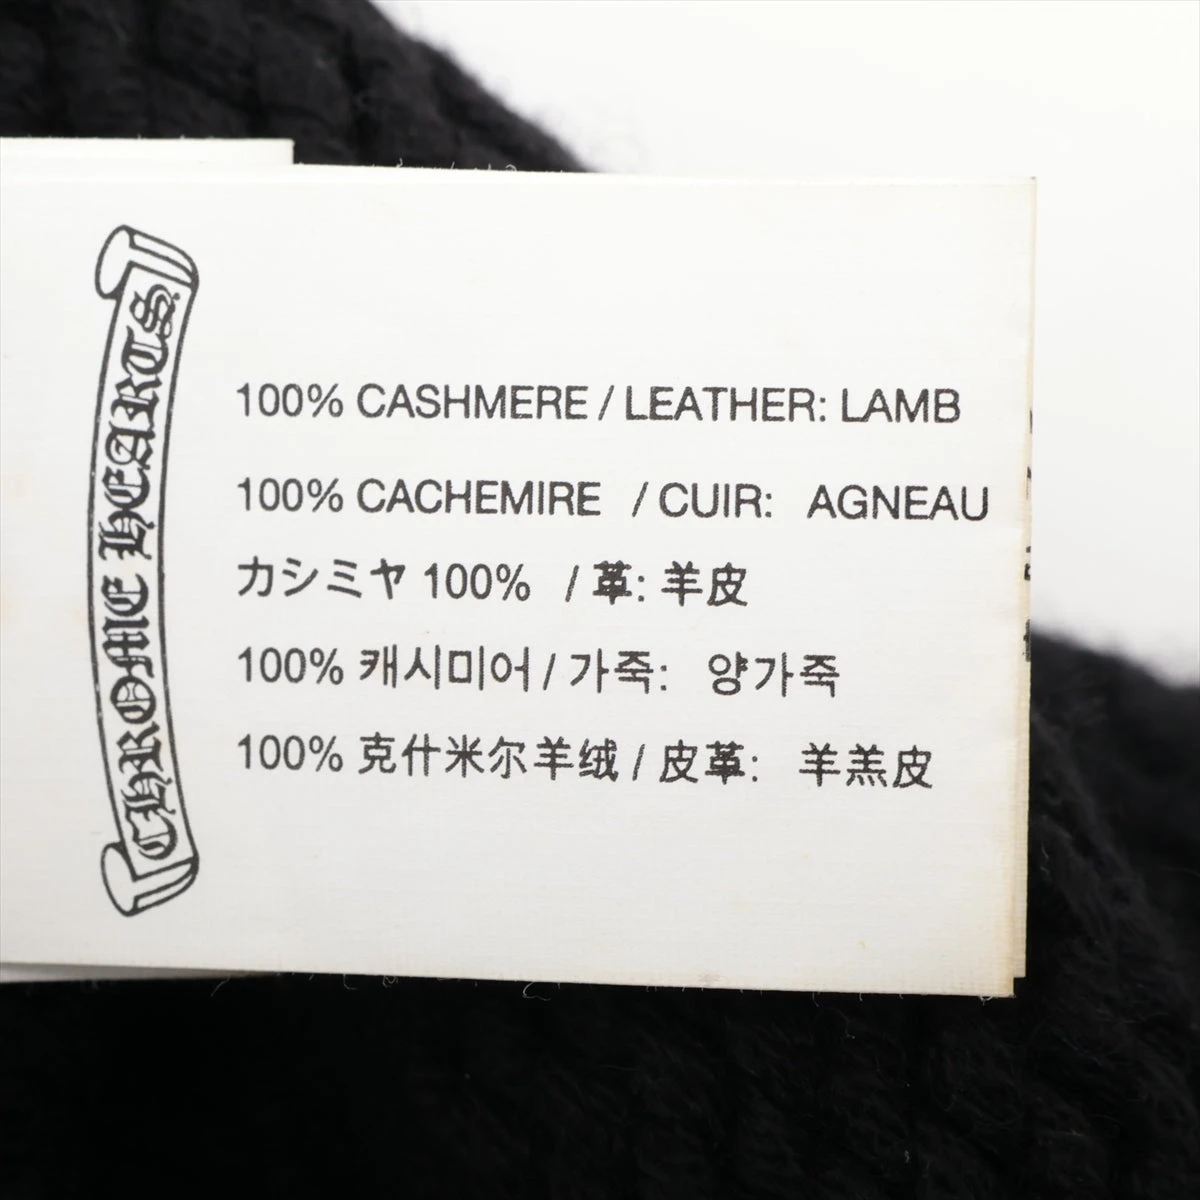 CHROME HEARTS
100% CASHMERE / LEATHER: LAMB
100% CACHEMIRE / CUIR: AGNEAU
カシミヤ 100% / 革: 羊皮
100% 캐시미어 / 가죽: 양가죽
100% 克什米尔羊绒 / 皮革: 羊羔皮